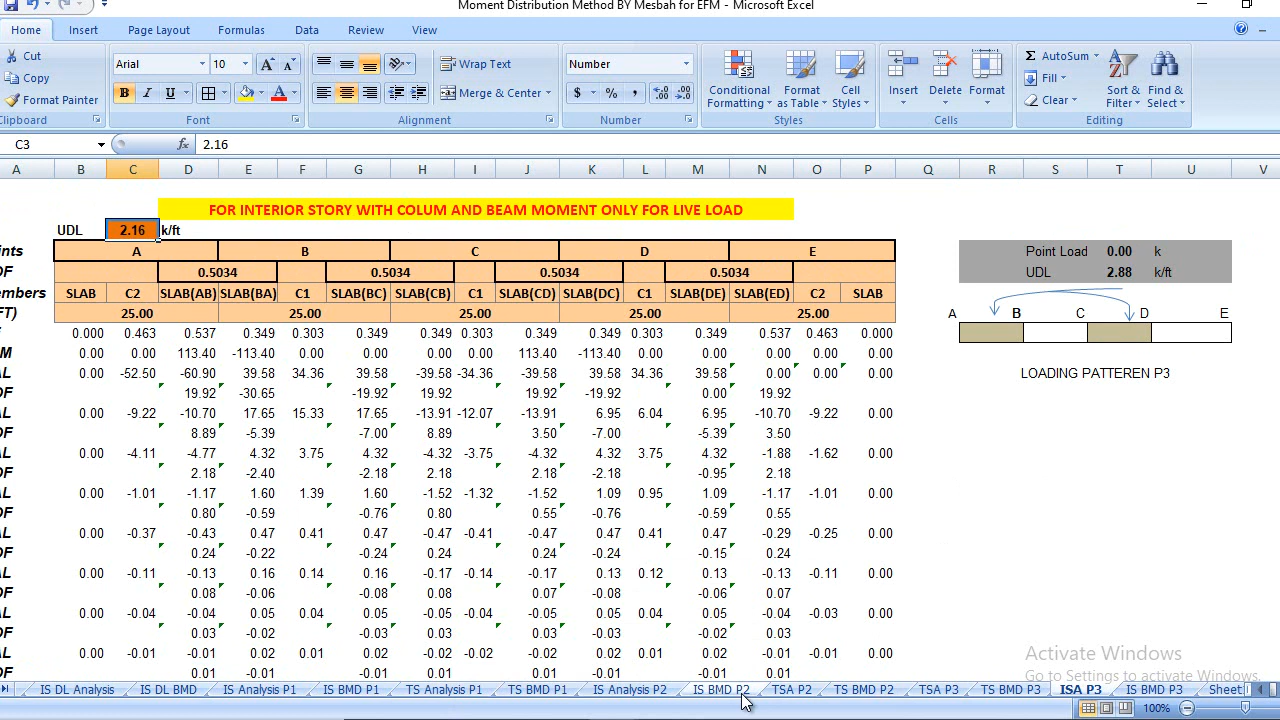 Moment Distribution Method BY Mesbah for EFM - Microsoft Excel
Home Insert Page Layout Formulas Data Review View
Cut
Copy
Format Painter
Clipboard
Arial 10
Font
Wrap Text
Merge & Center
Alignment
Number
Number
Conditional Formatting
Format as Table
Cell Styles
Styles
Insert Delete Format
Cells
AutoSum
Fill
Clear
Sort & Filter
Find & Select
Editing
C3 fx 2.16
A B C D E F G H I J K L M N O P Q R S T U V
FOR INTERIOR STORY WITH COLUM AND BEAM MOMENT ONLY FOR LIVE LOAD
UDL 2.16 k/ft
ints A B C D E
OF 0.5034 0.5034 0.5034 0.5034
embers SLAB C2 SLAB(AB) SLAB(BA) C1 SLAB(BC) SLAB(CB) C1 SLAB(CD) SLAB(DC) C1 SLAB(DE) SLAB(ED) C2 SLAB
FT) 25.00 25.00 25.00 25.00 25.00
0.000 0.463 0.537 0.349 0.303 0.349 0.349 0.303 0.349 0.349 0.303 0.349 0.537 0.463 0.000
M 0.00 0.00 113.40 -113.40 0.00 0.00 0.00 0.00 113.40 -113.40 0.00 0.00 0.00 0.00 0.00
AL 0.00 -52.50 -60.90 39.58 34.36 39.58 -39.58 -34.36 -39.58 39.58 34.36 39.58 0.00 0.00 0.00
OF 19.92 -30.65 -19.92 19.92 19.92 -19.92 0.00 19.92
AL 0.00 -9.22 -10.70 17.65 15.33 17.65 -13.91 -12.07 -13.91 6.95 6.04 6.95 -10.70 -9.22 0.00
OF 8.89 -5.39 -7.00 8.89 3.50 -7.00 -5.39 3.50
AL 0.00 -4.11 -4.77 4.32 3.75 4.32 -4.32 -3.75 -4.32 4.32 3.75 4.32 -1.88 -1.62 0.00
OF 2.18 -2.40 -2.18 2.18 2.18 -2.18 -0.95 2.18
AL 0.00 -1.01 -1.17 1.60 1.39 1.60 -1.52 -1.32 -1.52 1.09 0.95 1.09 -1.17 -1.01 0.00
OF 0.80 -0.59 -0.76 0.80 0.55 -0.76 -0.59 0.55
AL 0.00 -0.37 -0.43 0.47 0.41 0.47 -0.47 -0.41 -0.47 0.47 0.41 0.47 -0.29 -0.25 0.00
OF 0.24 -0.22 -0.24 0.24 0.24 -0.24 -0.15 0.24
AL 0.00 -0.11 -0.13 0.16 0.14 0.16 -0.17 -0.14 -0.17 0.13 0.12 0.13 -0.13 -0.11 0.00
OF 0.08 -0.06 -0.08 0.08 0.07 -0.08 -0.06 0.07
AL 0.00 -0.04 -0.04 0.05 0.04 0.05 -0.05 -0.04 -0.05 0.05 0.04 0.05 -0.04 -0.03 0.00
OF 0.03 -0.02 -0.03 0.03 0.03 -0.03 -0.02 0.03
AL 0.00 -0.01 -0.01 0.02 0.01 0.02 -0.02 -0.02 -0.02 0.01 0.01 0.02 -0.01 -0.01 0.00
OF 0.01 -0.01 -0.01 0.01 0.01 -0.01 -0.01 0.01
Point Load 0.00 k
UDL 2.88 k/ft
A B C D E
LOADING PATTEREN P3
Activate Windows
Go to Settings to activate Windows.
IS DL Analysis IS DL BMD IS Analysis P1 IS BMD P1 TS Analysis P1 TS BMD P1 IS Analysis P2 IS BMD P2 TSA P2 TS BMD P2 TSA P3 TS BMD P3 ISA P3 IS BMD P3 Sheet
100%